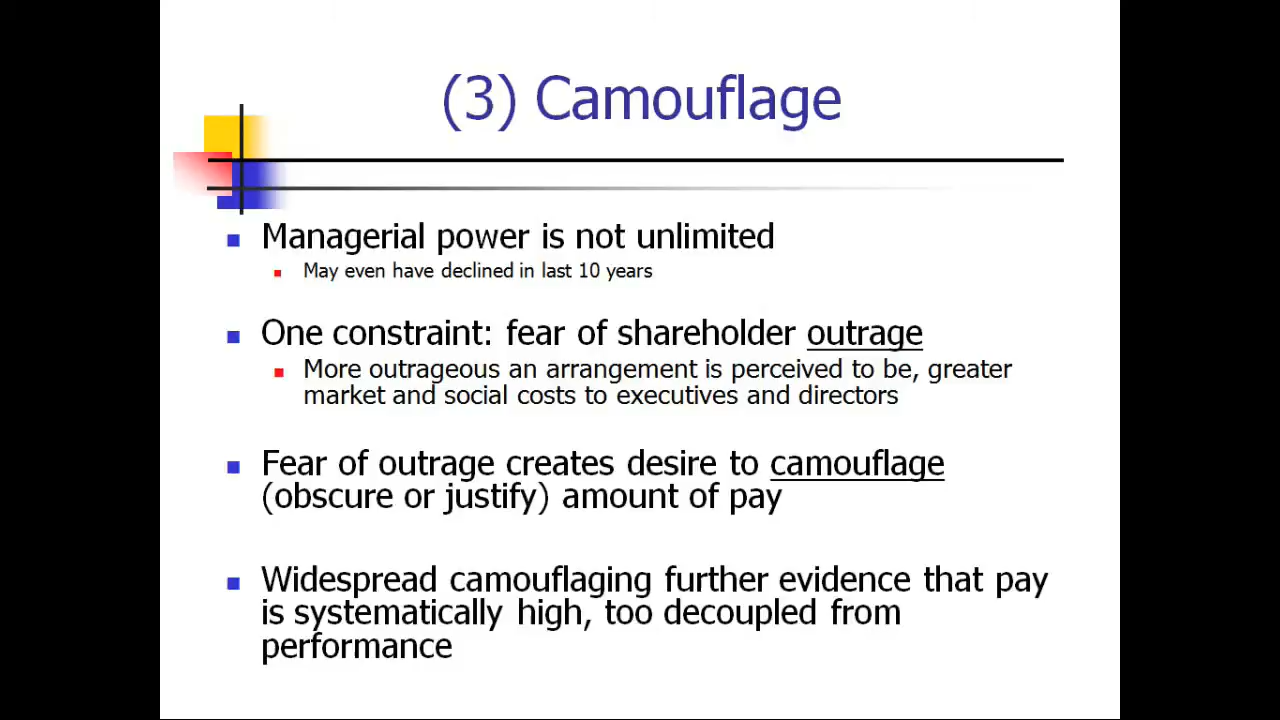 (3) Camouflage
Managerial power is not unlimited
May even have declined in last 10 years
One constraint: fear of shareholder outrage
More outrageous an arrangement is perceived to be, greater
market and social costs to executives and directors
Fear of outrage creates desire to camouflage
(obscure or justify) amount of pay
Widespread camouflaging further evidence that pay
is systematically high, too decoupled from
performance